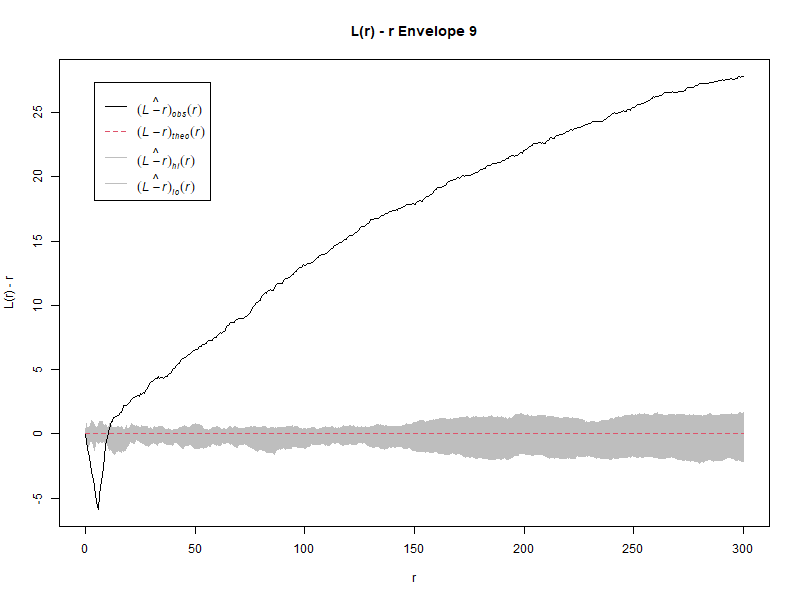 L(r) - r Envelope 9
(L^−r)obs(r)
(L−r)theo(r)
(L^−r)hi(r)
(L^−r)lo(r)
L(r) - r
25
20
15
10
5
0
-5
0 50 100 150 200 250 300
r